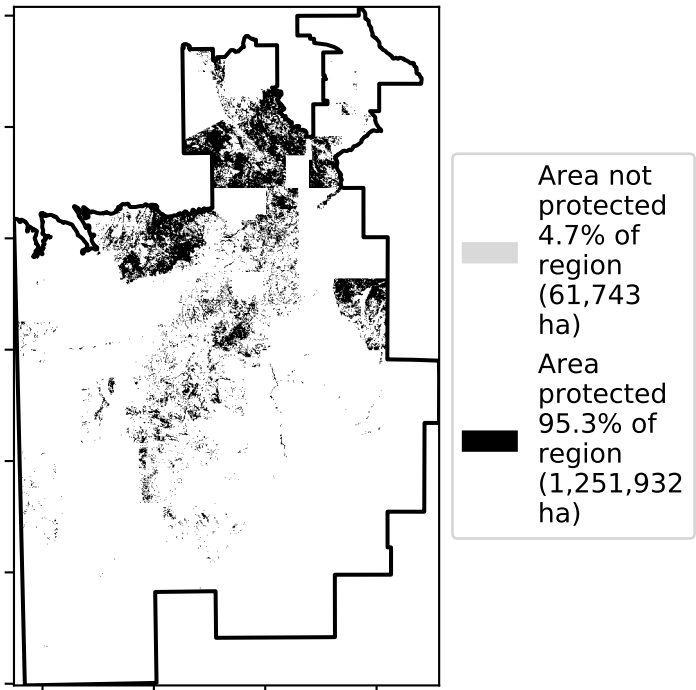 Area not
protected
4.7% of
region
(61,743
ha)
Area
protected
95.3% of
region
(1,251,932
ha)